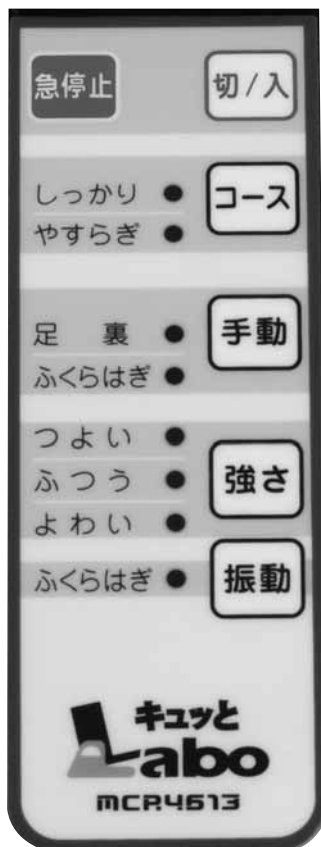 急停止 切/入
しっかり
コース
やすらぎ
足裏
手動
ふくらはぎ
つよい
ふつう
強さ
よわい
ふくらはぎ
振動
キュッと
Labo
MCR4613